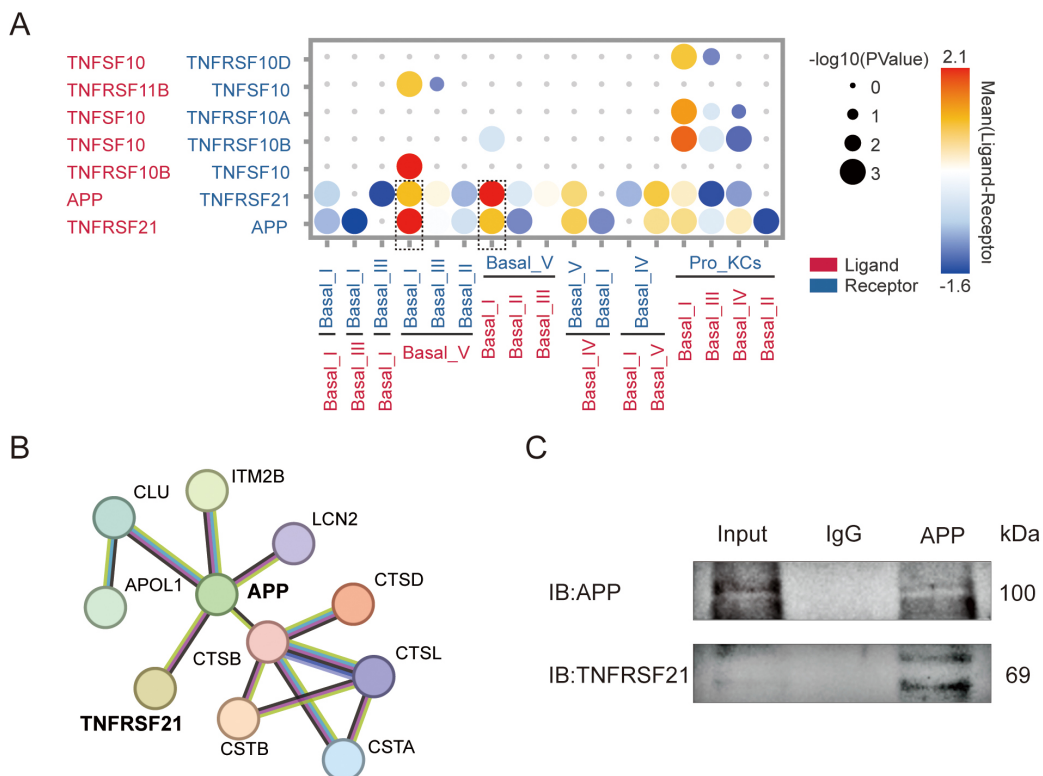 A
TNFSF10 TNFRSF10D
TNFRSF11B TNFSF10
TNFSF10 TNFRSF10A
TNFSF10 TNFRSF10B
TNFRSF10B TNFSF10
APP TNFRSF21
TNFRSF21 APP
-log10(PValue)
0
1
2
3
2.1
Mean(Ligand-Receptor
-1.6
Ligand
Receptor
Basal_I Basal_I Basal_III Basal_I Basal_III Basal_II Basal_V Basal_V Basal_I Basal_IV Pro_KCs
Basal_I Basal_III Basal_I Basal_V Basal_I Basal_II Basal_III Basal_IV Basal_I Basal_V Basal_I Basal_III Basal_IV Basal_II
B
CLU
ITM2B
LCN2
APOL1
APP
CTSD
CTSB
CTSL
TNFRSF21
CSTB
CSTA
C
Input IgG APP kDa
IB:APP 100
IB:TNFRSF21 69